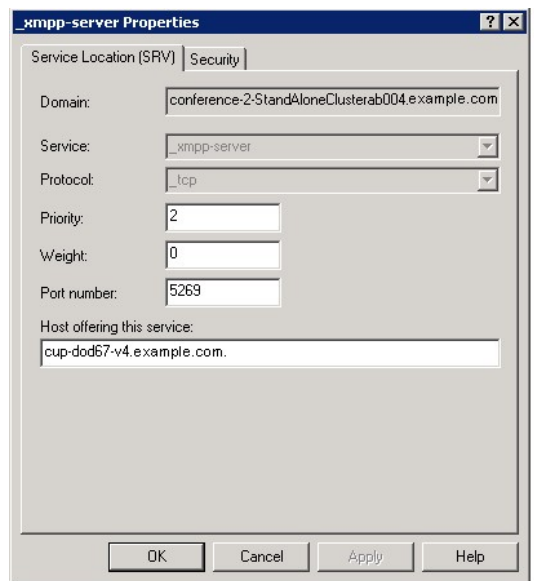 _xmpp-server Properties
Service Location (SRV) Security
Domain: conference-2-StandAloneClusterab004.example.com
Service: _xmpp-server
Protocol: _tcp
Priority: 2
Weight: 0
Port number: 5269
Host offering this service:
cup-dod67-v4.example.com.
OK Cancel Apply Help